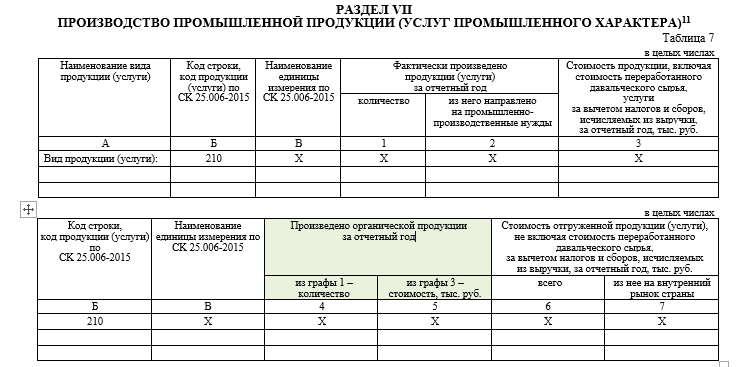 РАЗДЕЛ VII
ПРОИЗВОДСТВО ПРОМЫШЛЕННОЙ ПРОДУКЦИИ (УСЛУГ ПРОМЫШЛЕННОГО ХАРАКТЕРА)11
Таблица 7
в целых числах
Наименование вида
продукции (услуги)
Код строки,
код продукции
(услуги) по
СК 25.006-2015
Наименование
единицы
измерения по
СК 25.006-2015
Фактически произведено
продукции (услуги)
за отчетный год
количество
из него направлено
на промышленно-
производственные нужды
Стоимость продукции, включая
стоимость переработанного
давальческого сырья,
услуги
за вычетом налогов и сборов,
исчисляемых из выручки,
за отчетный год, тыс. руб.
А Б В 1 2 3
Вид продукции (услуги): 210 Х Х Х Х
в целых числах
Код строки,
код продукции (услуги)
по
СК 25.006-2015
Наименование
единицы измерения по
СК 25.006-2015
Произведено органической продукции
за отчетный год
из графы 1 –
количество
из графы 3 –
стоимость, тыс. руб.
Стоимость отгруженной продукции (услуги),
не включая стоимость переработанного
давальческого сырья,
за вычетом налогов и сборов, исчисляемых
из выручки, за отчетный год, тыс. руб.
всего
из нее на внутренний
рынок страны
Б В 4 5 6 7
210 Х Х Х Х Х